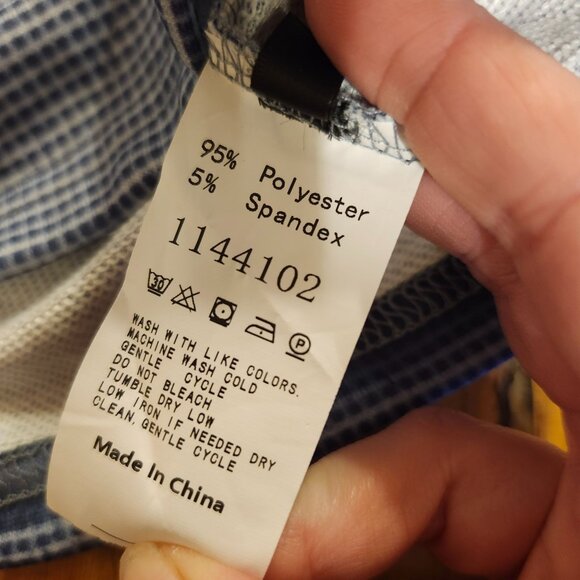 95% Polyester
5% Spandex
1144102
30 P
WASH WITH LIKE COLORS.
MACHINE WASH COLD
GENTLE CYCLE
DO NOT BLEACH
TUMBLE DRY LOW
LOW IRON IF NEEDED DRY
CLEAN, GENTLE CYCLE
Made In China